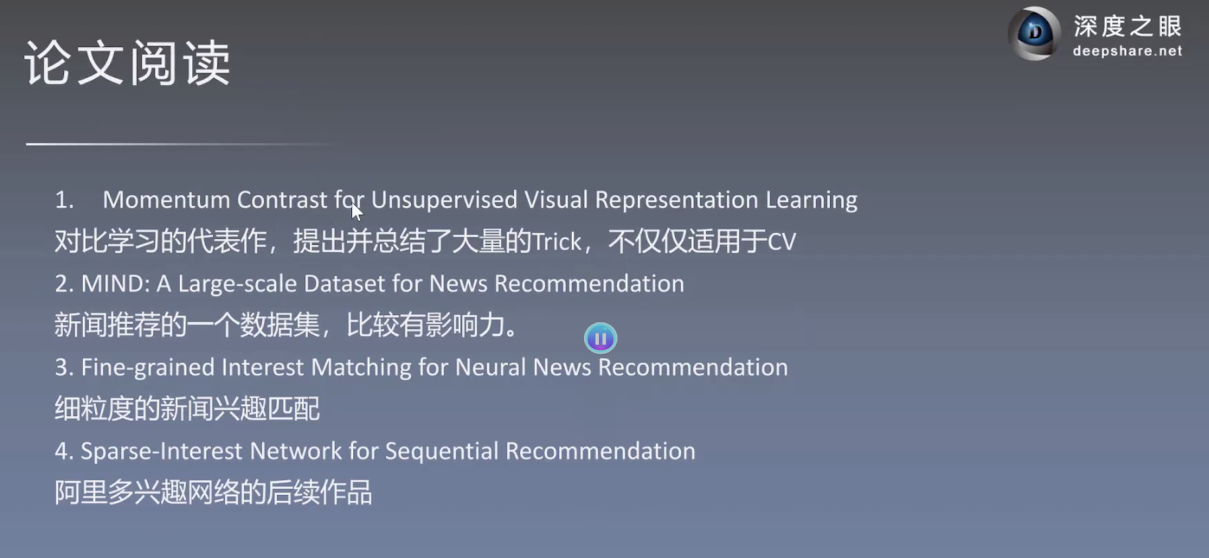 深度之眼
deepshare.net
论文阅读
1. Momentum Contrast for Unsupervised Visual Representation Learning
对比学习的代表作，提出并总结了大量的Trick，不仅仅适用于CV
2. MIND: A Large-scale Dataset for News Recommendation
新闻推荐的一个数据集，比较有影响力。
3. Fine-grained Interest Matching for Neural News Recommendation
细粒度的新闻兴趣匹配
4. Sparse-Interest Network for Sequential Recommendation
阿里多兴趣网络的后续作品